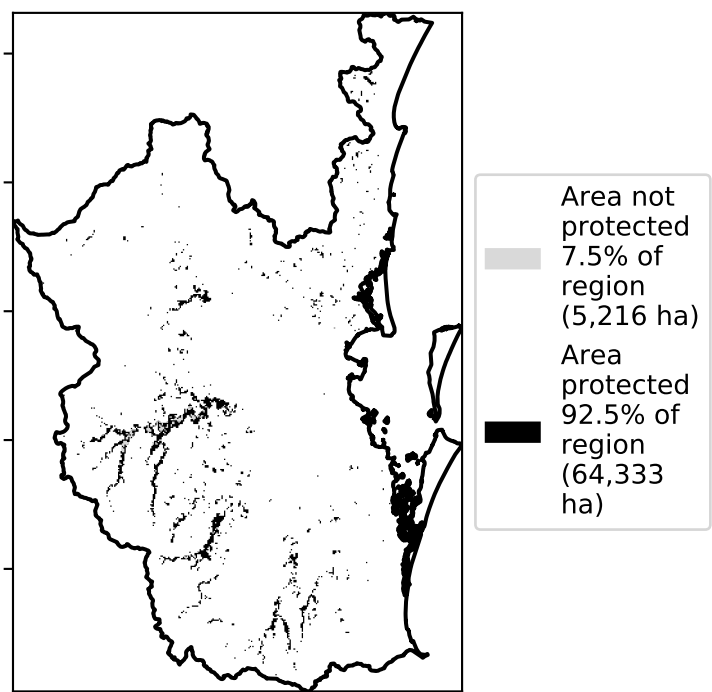 Area not
protected
7.5% of
region
(5,216 ha)
Area
protected
92.5% of
region
(64,333
ha)